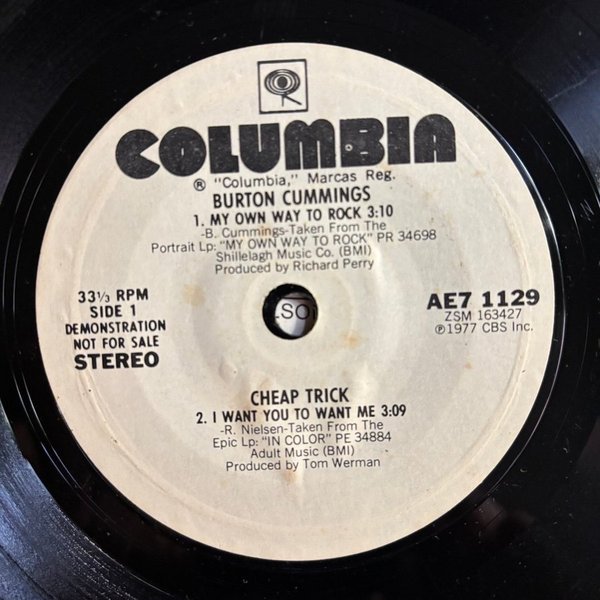 COLUMBIA
® "Columbia," Marcas Reg.
BURTON CUMMINGS
1. MY OWN WAY TO ROCK 3:10
-B. Cummings-Taken From The
Portrait Lp: "MY OWN WAY TO ROCK" PR 34698
Shillelagh Music Co. (BMI)
Produced by Richard Perry
33⅓ RPM
SIDE 1
DEMONSTRATION
NOT FOR SALE
STEREO
AE7 1129
ZSM 163427
℗1977 CBS Inc.
CHEAP TRICK
2. I WANT YOU TO WANT ME 3:09
-R. Nielsen-Taken From The
Epic Lp: "IN COLOR" PE 34884
Adult Music (BMI)
Produced by Tom Werman